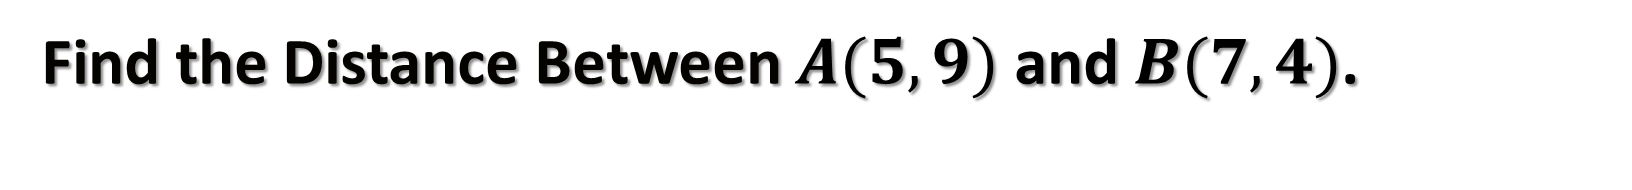 Find the Distance Between A(5, 9) and B(7, 4).